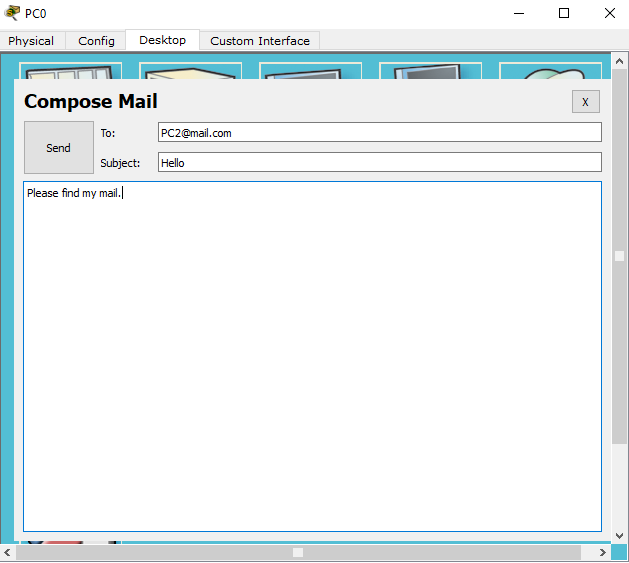 PC0
Physical Config Desktop Custom Interface
Compose Mail
X
Send
To: PC2@mail.com
Subject: Hello
Please find my mail.